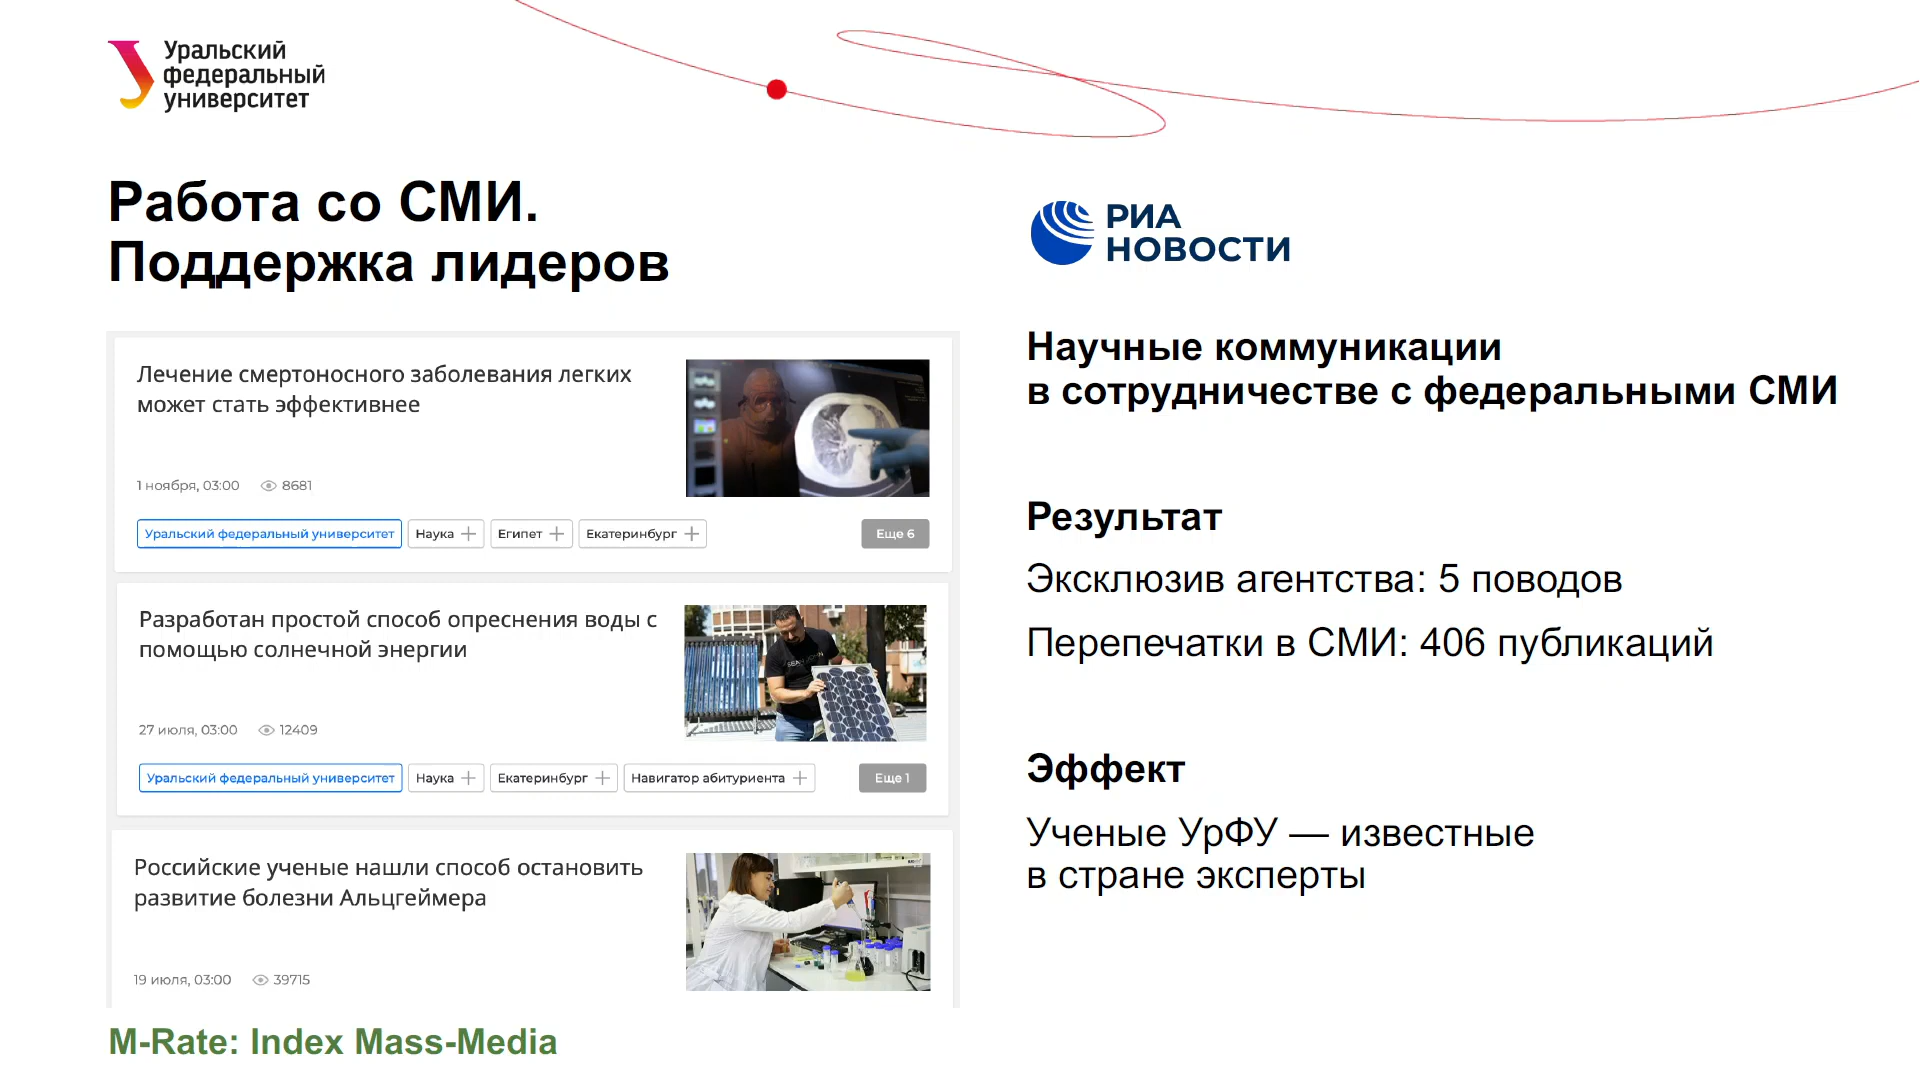 Уральский
федеральный
университет
Работа со СМИ.
Поддержка лидеров
Лечение смертоносного заболевания легких
может стать эффективнее
1 ноября, 03:00 8681
Уральский федеральный университет Наука Египет Екатеринбург Еще 6
Разработан простой способ опреснения воды с
помощью солнечной энергии
SEAN JOHN
27 июля, 03:00 12409
Уральский федеральный университет Наука Екатеринбург Навигатор абитуриента Еще 1
Российские ученые нашли способ остановить
развитие болезни Альцгеймера
19 июля, 03:00 39715
M-Rate: Index Mass-Media
РИА
НОВОСТИ
Научные коммуникации
в сотрудничестве с федеральными СМИ
Результат
Эксклюзив агентства: 5 поводов
Перепечатки в СМИ: 406 публикаций
Эффект
Ученые УрФУ — известные
в стране эксперты